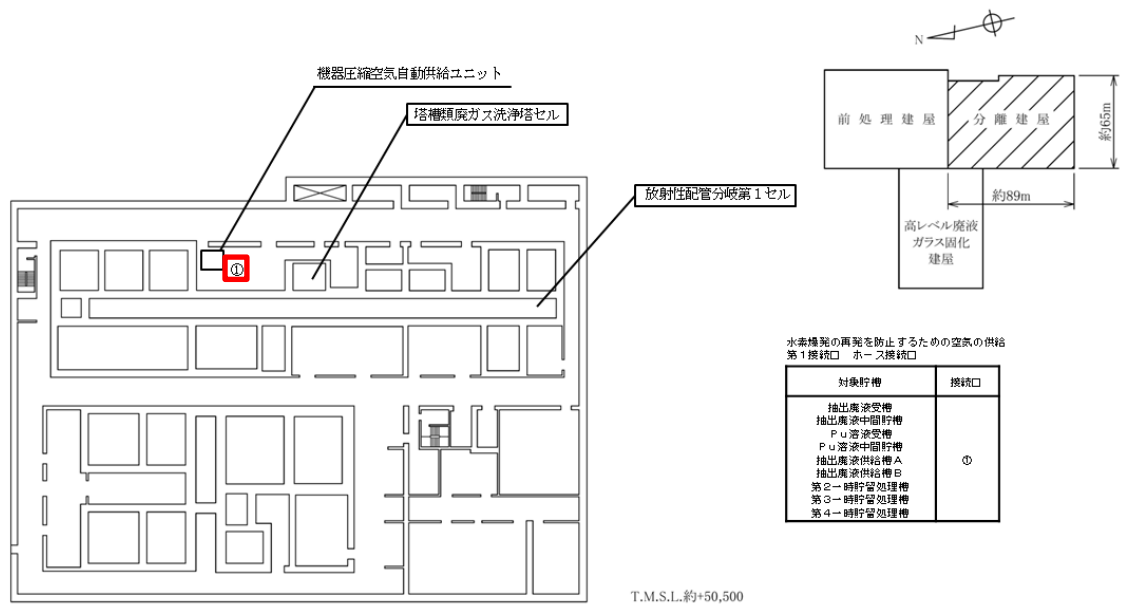 機器圧縮空気自動供給ユニット
塔槽類廃ガス洗浄塔セル
放射性配管分岐第１セル
①
N
前処理建屋
分離建屋
約65m
約89m
高レベル廃液
ガラス固化
建屋
水素爆発の再発を防止するための空気の供給
第１接続口　ホース接続口
対象貯槽
接続口
抽出廃液受槽
抽出廃液中間貯槽
Ｐｕ溶液受槽
Ｐｕ溶液中間貯槽
抽出廃液供給槽Ａ
抽出廃液供給槽Ｂ
第２一時貯留処理槽
第３一時貯留処理槽
第４一時貯留処理槽
①
T.M.S.L.約+50,500